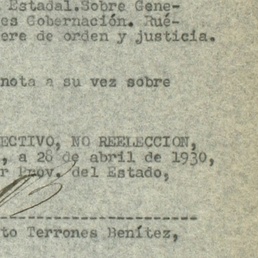 Estadal.Sobre Gene-
es Gobernación. Rué-
ere de orden y justicia.
nota a su vez sobre
ECTIVO, NO REELECCION,
, a 28 de abril de 1930,
r Prov. del Estado,
to Terrones Benítez,